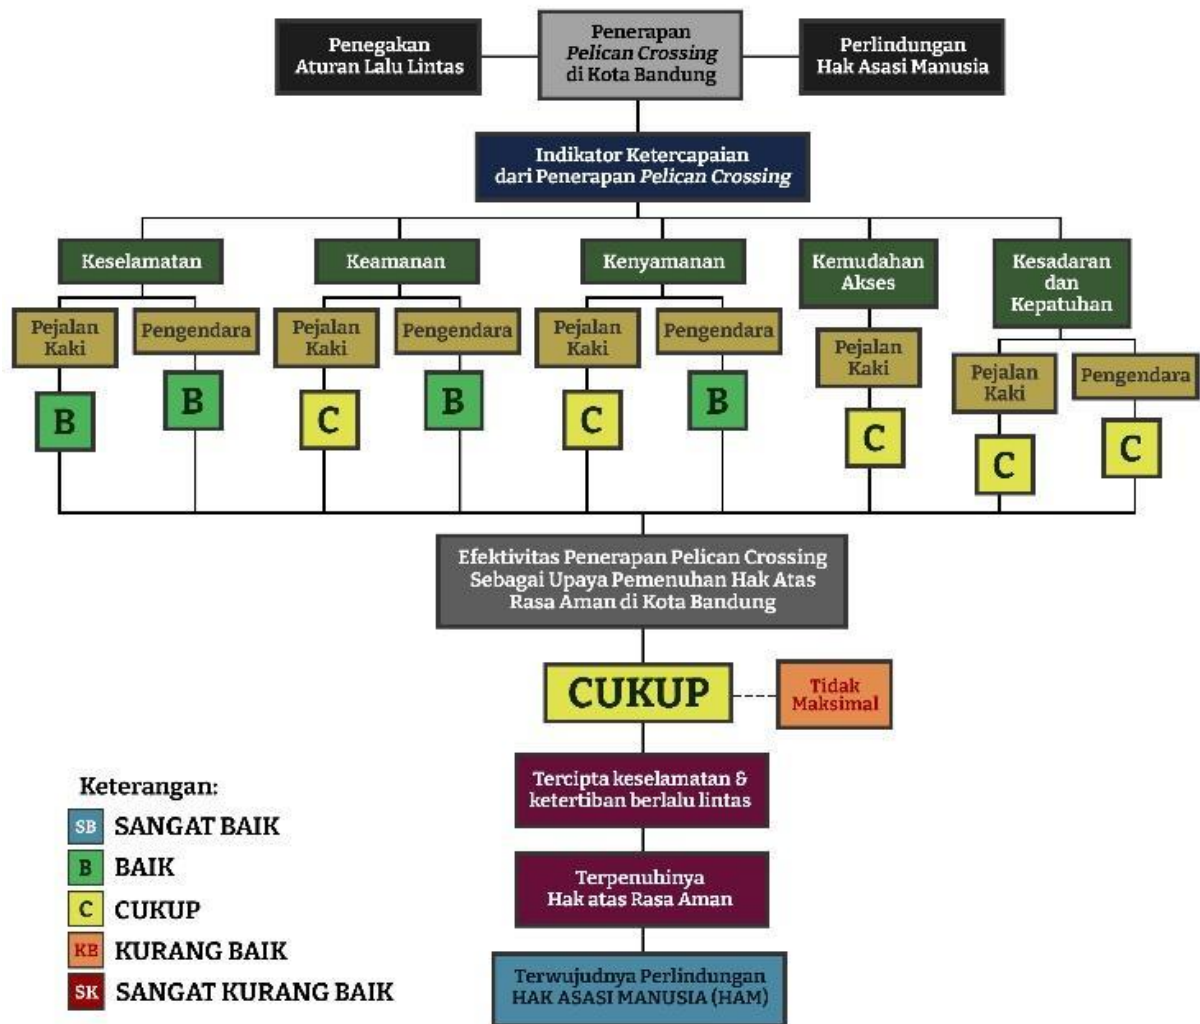 Penegakan
Aturan Lalu Lintas
Penerapan
Pelican Crossing
di Kota Bandung
Perlindungan
Hak Asasi Manusia
Indikator Ketercapaian
dari Penerapan Pelican Crossing
Keselamatan
Keamanan
Kenyamanan
Kemudahan
Akses
Kesadaran
dan
Kepatuhan
Pejalan
Kaki
Pengendara
Pejalan
Kaki
Pengendara
Pejalan
Kaki
Pengendara
Pejalan
Kaki
Pejalan
Kaki
Pengendara
B
B
C
B
C
B
C
C
C
Efektivitas Penerapan Pelican Crossing
Sebagai Upaya Pemenuhan Hak Atas
Rasa Aman di Kota Bandung
CUKUP
Tidak
Maksimal
Tercipta keselamatan &
ketertiban berlalu lintas
Terpenuhinya
Hak atas Rasa Aman
Terwujudnya Perlindungan
HAK ASASI MANUSIA (HAM)
Keterangan:
SB SANGAT BAIK
B BAIK
C CUKUP
KB KURANG BAIK
SK SANGAT KURANG BAIK